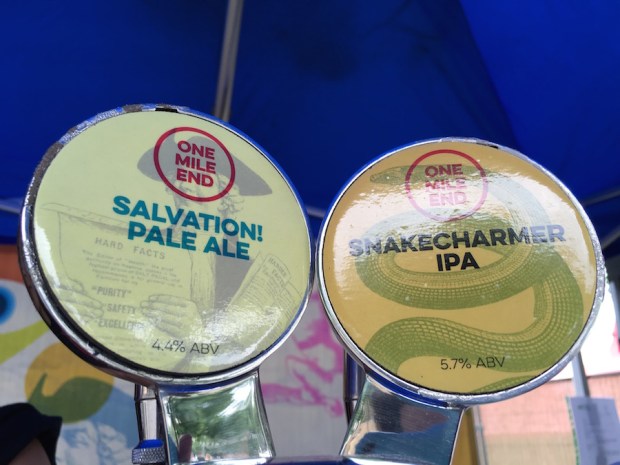 ONE
MILE
END
SALVATION!
PALE ALE
HARD FACTS
"PURITY"
SAFETY
4.4% ABV
ONE
MILE
END
SNAKECHARMER
IPA
5.7% ABV